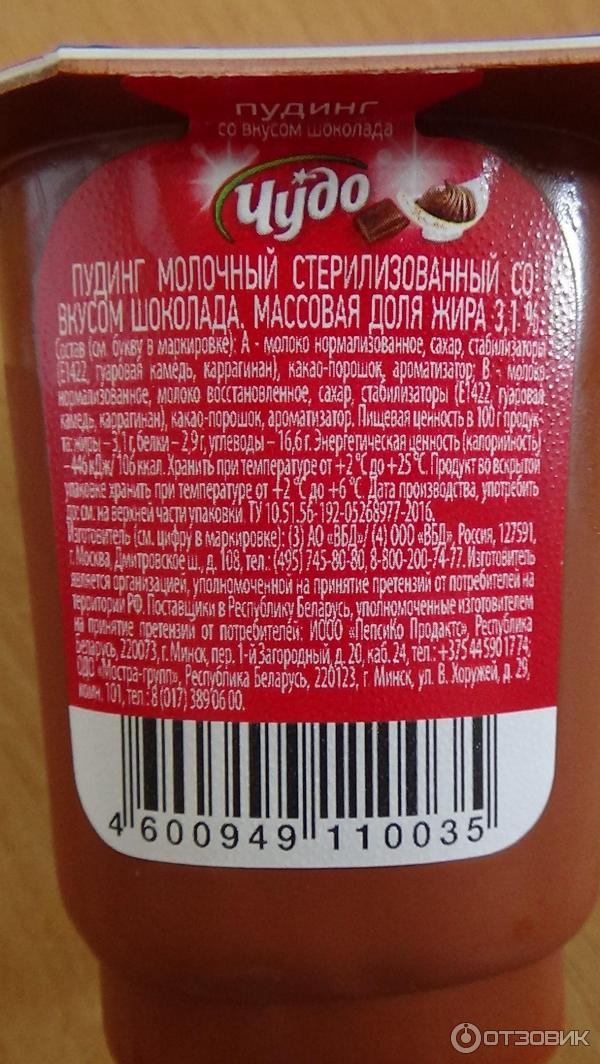 ПУДИНГ
СО ВКУСОМ ШОКОЛАДА
Чудо
ПУДИНГ МОЛОЧНЫЙ СТЕРИЛИЗОВАННЫЙ СО
ВКУСОМ ШОКОЛАДА. МАССОВАЯ ДОЛЯ ЖИРА 3,1 %
Состав (см. букву в маркировке): А - молоко нормализованное, сахар, стабилизаторы
(Е1422, гуаровая камедь, каррагинан), какао-порошок, ароматизатор; В - молоко
нормализованное, молоко восстановленное, сахар, стабилизаторы (Е1422, гуаровая
камедь, каррагинан), какао-порошок, ароматизатор. Пищевая ценность в 100 г продук-
та: жиры – 3,1 г, белки – 2,9 г, углеводы – 16,6 г. Энергетическая ценность (калорийность)
– 446 кДж/ 106 ккал. Хранить при температуре от +2 °С до +25 °С. Продукт во вскрытой
упаковке хранить при температуре от +2 °С до +6 °С. Дата производства, употребить
до: см. на верхней части упаковки. ТУ 10.51.56-192-05268977-2016.
Изготовитель (см. цифру в маркировке): (3) АО «ВБД»/ (4) ООО «ВБД», Россия, 127591,
г. Москва, Дмитровское ш., д. 108, тел.: (495) 745-80-80, 8-800-200-74-77. Изготовитель
является организацией, уполномоченной на принятие претензий от потребителей на
территории РФ. Поставщики в Республику Беларусь, уполномоченные изготовителем
на принятие претензий от потребителей: ИООО «ПепсиКо Продактс», Республика
Беларусь, 220073, г. Минск, пер. 1-й Загородный, д. 20, каб. 24, тел.: +375 44 590 1774;
ОДО «Мостра-групп», Республика Беларусь, 220123, г. Минск, ул. В. Хоружей, д. 29,
комн. 101, тел.: 8 (017) 389 06 00.
4 600949 110035
ОТЗОВИК